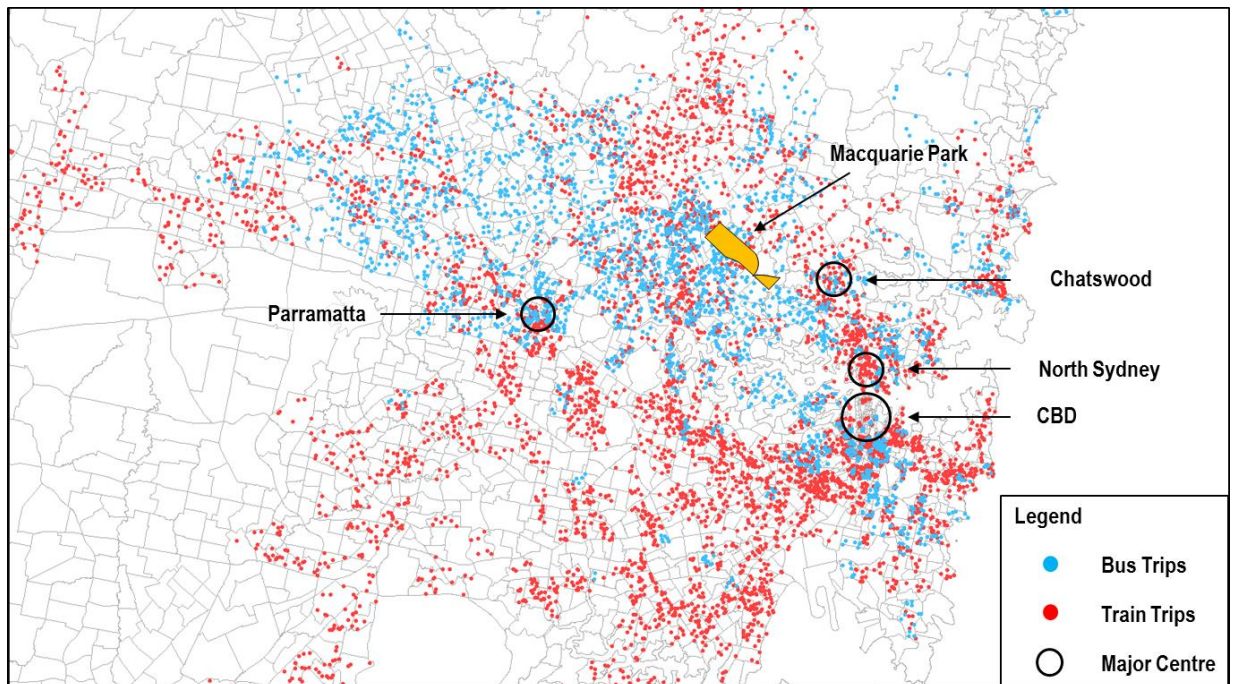 Macquarie Park
Chatswood
Parramatta
North Sydney
CBD
Legend
Bus Trips
Train Trips
Major Centre